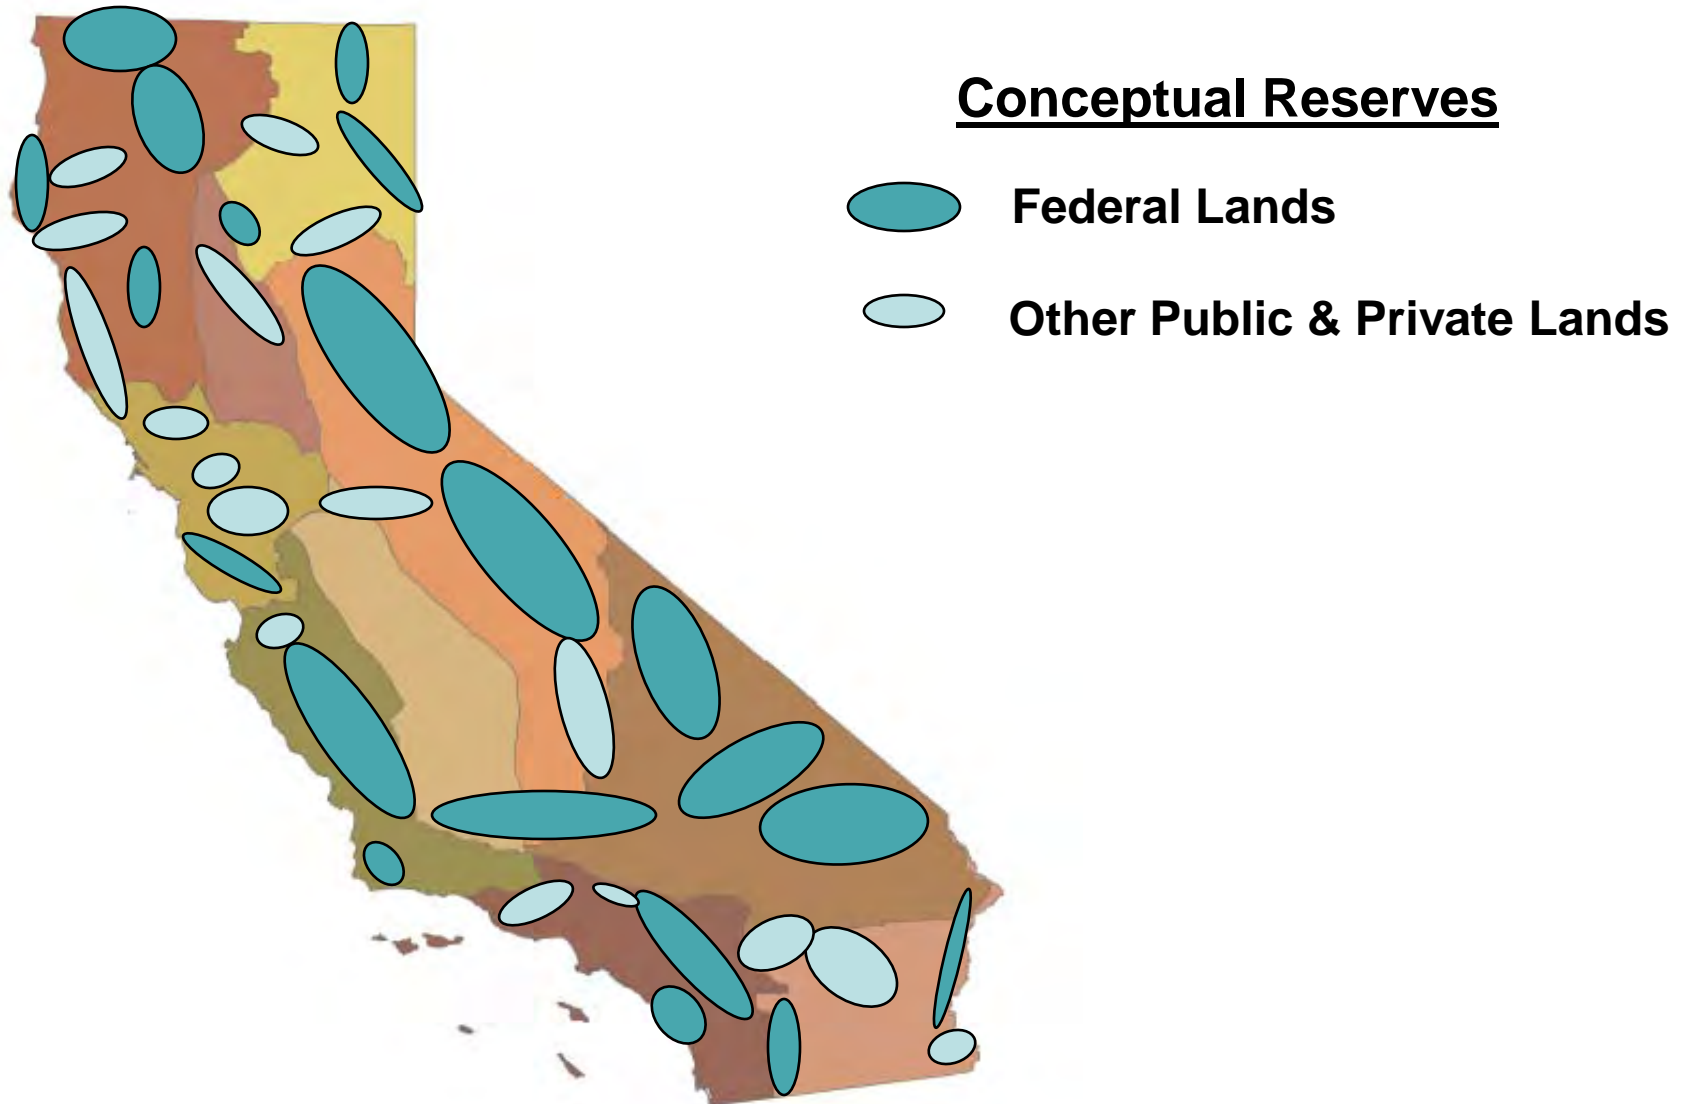 Conceptual Reserves
Federal Lands
Other Public & Private Lands